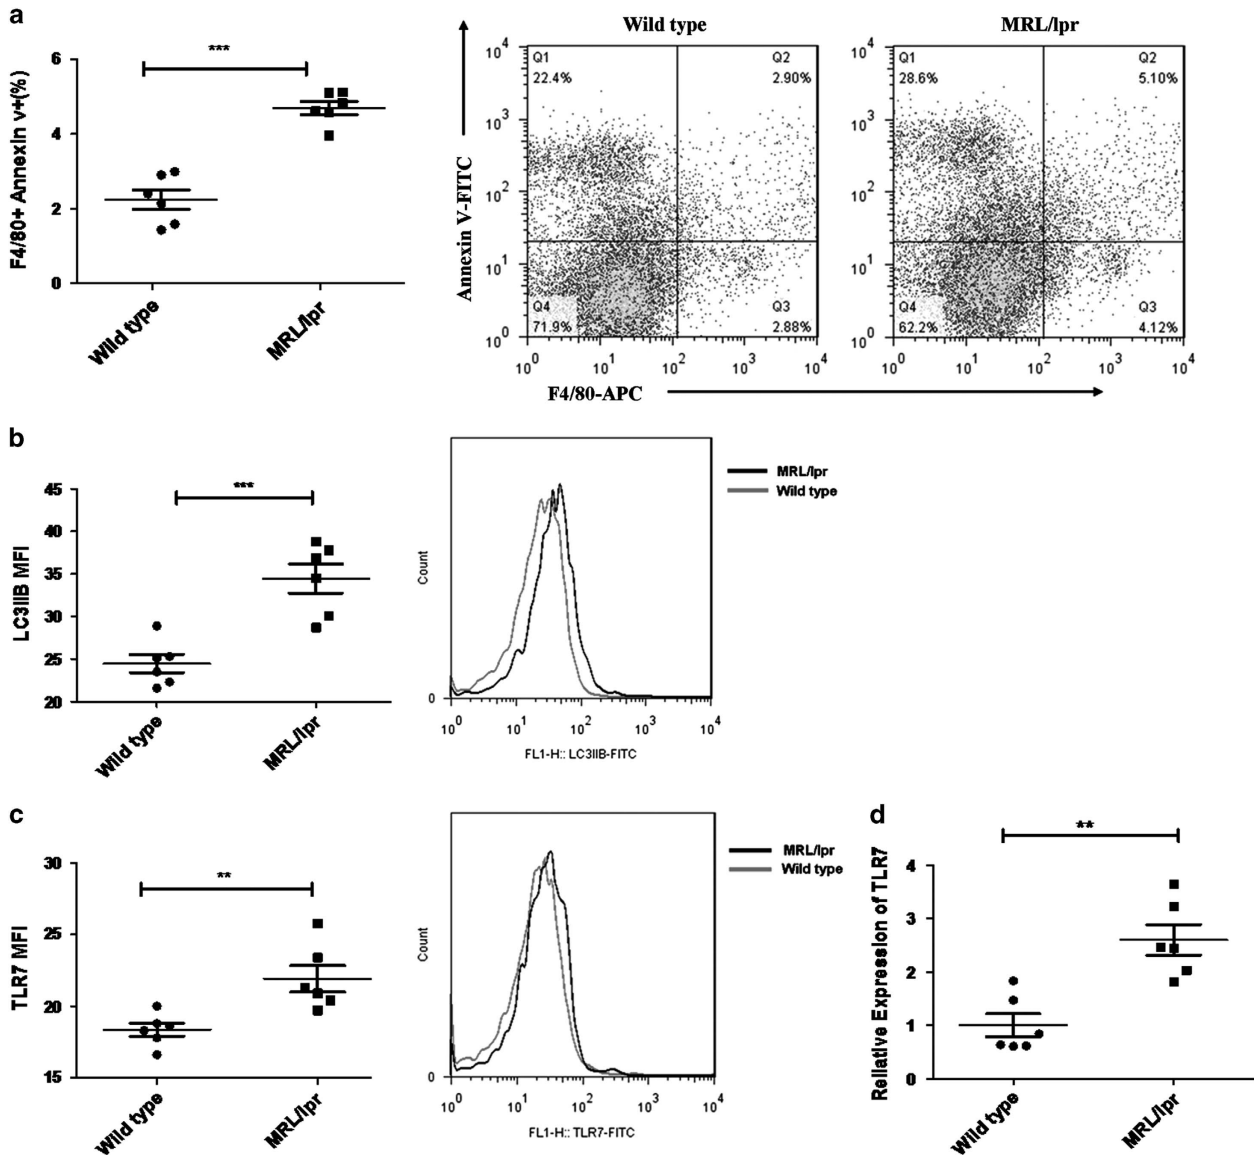 a
***
F4/80+ Annexin v+(%)
6
4
2
0
Wild type
MRL/lpr
Wild type
MRL/lpr
Annexin V-FITC
10^4
10^3
10^2
10^1
10^0
Q1
22.4%
Q2
2.90%
Q4
71.9%
Q3
2.88%
10^0 10^1 10^2 10^3 10^4
10^4
10^3
10^2
10^1
10^0
Q1
28.6%
Q2
5.10%
Q4
62.2%
Q3
4.12%
10^0 10^1 10^2 10^3 10^4
F4/80-APC
b
***
LC3IIB MFI
45
40
35
30
25
20
Wild type
MRL/lpr
Count
0
10^0 10^1 10^2 10^3 10^4
FL1-H:: LC3IIB-FITC
MRL/lpr
Wild type
c
**
TLR7 MFI
30
25
20
15
Wild type
MRL/lpr
Count
0
10^0 10^1 10^2 10^3 10^4
FL1-H:: TLR7-FITC
MRL/lpr
Wild type
d
**
Rellative Expression of TLR7
4
3
2
1
0
Wild type
MRL/lpr